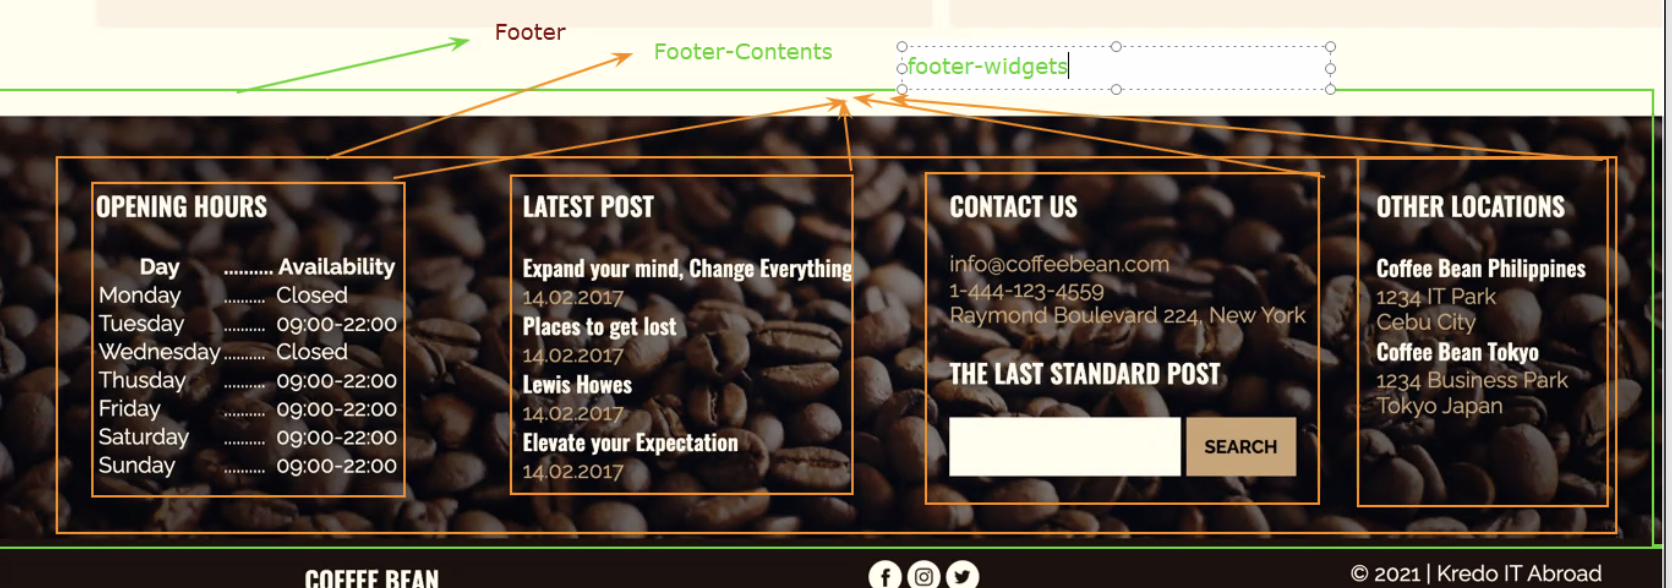 Footer
Footer-Contents
footer-widgets
OPENING HOURS
Day .......... Availability
Monday .......... Closed
Tuesday .......... 09:00-22:00
Wednesday .......... Closed
Thusday .......... 09:00-22:00
Friday .......... 09:00-22:00
Saturday .......... 09:00-22:00
Sunday .......... 09:00-22:00
LATEST POST
Expand your mind, Change Everything
14.02.2017
Places to get lost
14.02.2017
Lewis Howes
14.02.2017
Elevate your Expectation
14.02.2017
CONTACT US
info@coffeebean.com
1-444-123-4559
Raymond Boulevard 224, New York
THE LAST STANDARD POST
SEARCH
OTHER LOCATIONS
Coffee Bean Philippines
1234 IT Park
Cebu City
Coffee Bean Tokyo
1234 Business Park
Tokyo Japan
COFFEE BEAN
© 2021 | Kredo IT Abroad